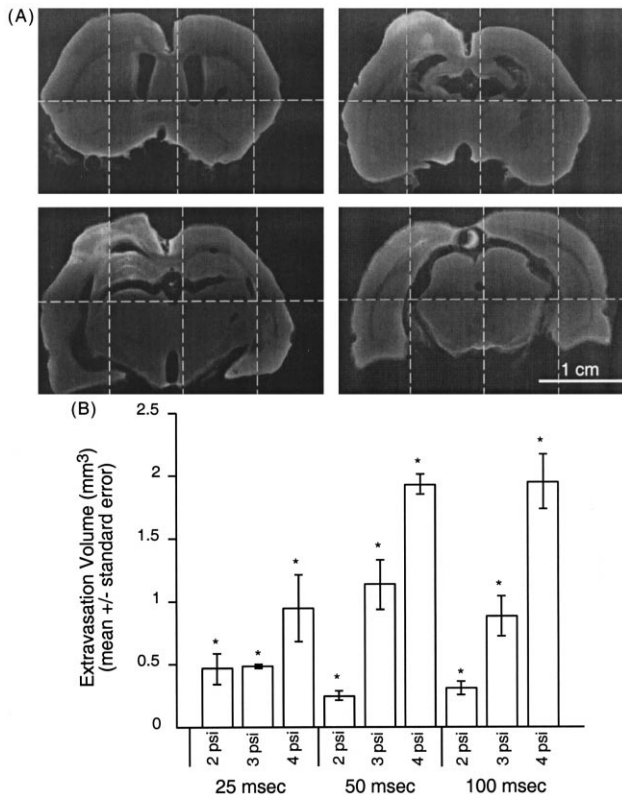 (A)
1 cm
(B)
Extravasation Volume (mm3)
(mean +/- standard error)
2.5
2
1.5
1
0.5
0
* * * * * * * * *
2 psi 3 psi 4 psi 2 psi 3 psi 4 psi 2 psi 3 psi 4 psi
25 msec 50 msec 100 msec